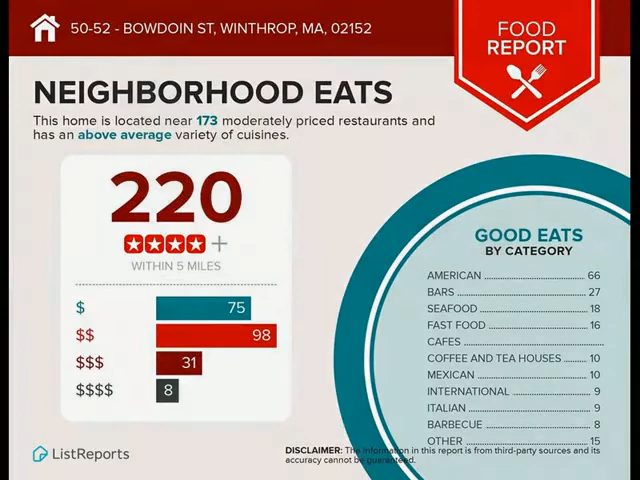 50-52 - BOWDOIN ST, WINTHROP, MA, 02152
FOOD
REPORT
NEIGHBORHOOD EATS
This home is located near 173 moderately priced restaurants and
has an above average variety of cuisines.
220
+
WITHIN 5 MILES
$ 75
$$ 98
$$$ 31
$$$$ 8
GOOD EATS
BY CATEGORY
AMERICAN 66
BARS 27
SEAFOOD 18
FAST FOOD 16
CAFES
COFFEE AND TEA HOUSES 10
MEXICAN 10
INTERNATIONAL 9
ITALIAN 9
BARBECUE 8
OTHER 15
ListReports
DISCLAIMER: The information in this report is from third-party sources and its
accuracy cannot be guaranteed.